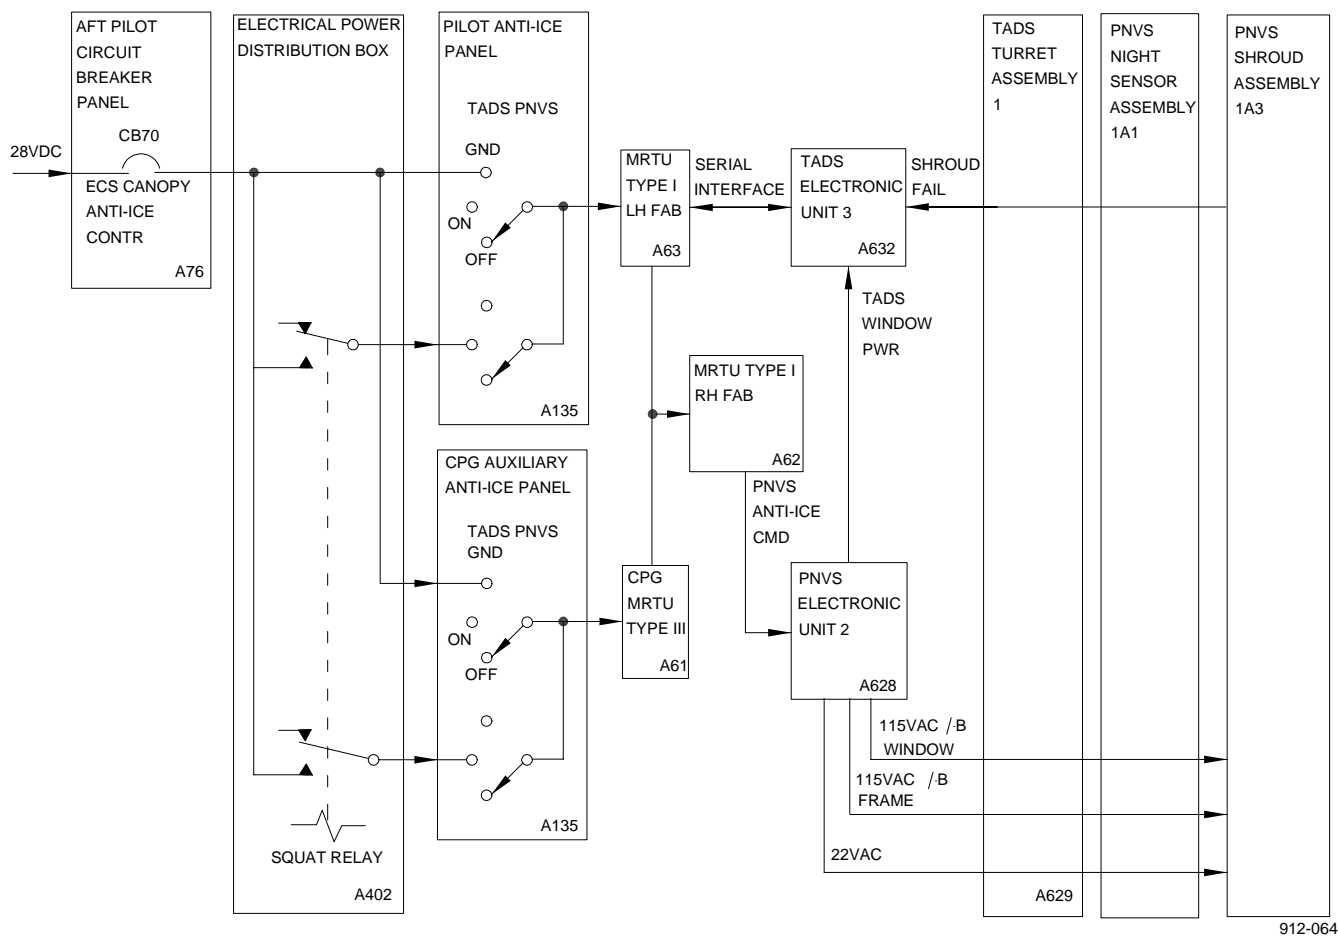 AFT PILOT
CIRCUIT
BREAKER
PANEL
CB70
28VDC
ECS CANOPY
ANTI-ICE
CONTR
A76
ELECTRICAL POWER
DISTRIBUTION BOX
SQUAT RELAY
A402
PILOT ANTI-ICE
PANEL
TADS PNVS
GND
ON
OFF
A135
CPG AUXILIARY
ANTI-ICE PANEL
TADS PNVS
GND
ON
OFF
A135
MRTU
TYPE I
LH FAB
A63
SERIAL
INTERFACE
TADS
ELECTRONIC
UNIT 3
A632
SHROUD
FAIL
TADS
WINDOW
PWR
MRTU TYPE I
RH FAB
A62
PNVS
ANTI-ICE
CMD
CPG
MRTU
TYPE III
A61
PNVS
ELECTRONIC
UNIT 2
A628
115VAC /-B
WINDOW
115VAC /-B
FRAME
22VAC
TADS
TURRET
ASSEMBLY
1
A629
PNVS
NIGHT
SENSOR
ASSEMBLY
1A1
PNVS
SHROUD
ASSEMBLY
1A3
912-064